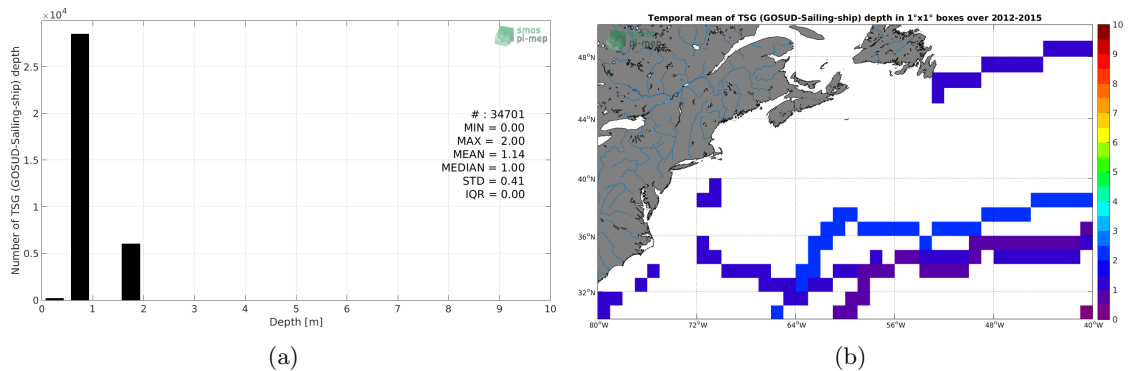 ×10⁴
smos
pi-mep
2.5
2
1.5
1
0.5
0
Number of TSG (GOSUD-Sailing-ship) depth
# : 34701
MIN = 0.00
MAX = 2.00
MEAN = 1.14
MEDIAN = 1.00
STD = 0.41
IQR = 0.00
0 1 2 3 4 5 6 7 8 9 10
Depth [m]
(a)
Temporal mean of TSG (GOSUD-Sailing-ship) depth in 1°x1° boxes over 2012-2015
smos
pi-mep
48°N
44°N
40°N
36°N
32°N
80°W 72°W 64°W 56°W 48°W 40°W
10
9
8
7
6
5
4
3
2
1
0
(b)